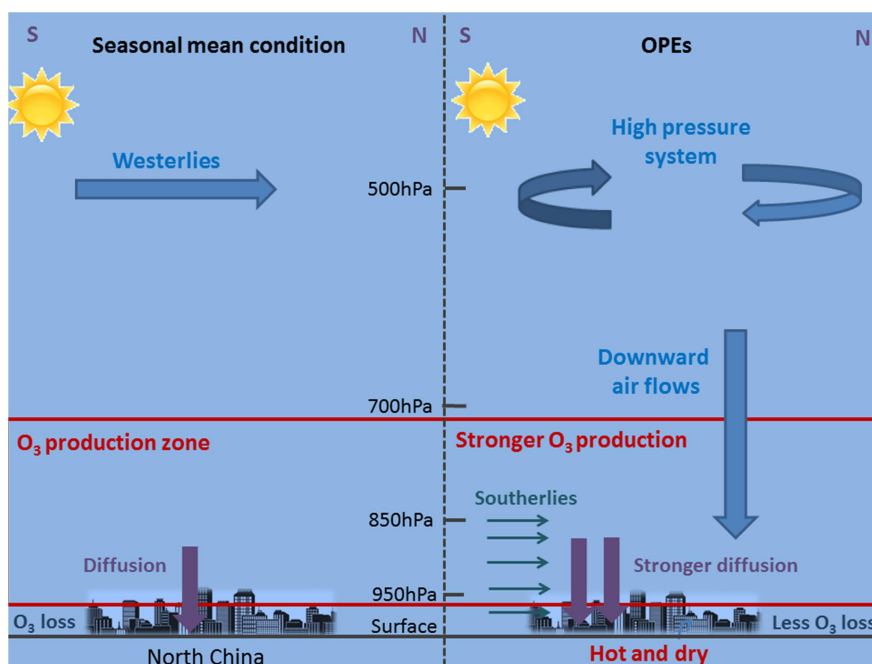 S
Seasonal mean condition
N
S
OPEs
N
Westerlies
500hPa
High pressure
system
Downward
air flows
700hPa
O₃ production zone
Stronger O₃ production
Southerlies
850hPa
Diffusion
Stronger diffusion
950hPa
O₃ loss
Surface
Less O₃ loss
North China
Hot and dry